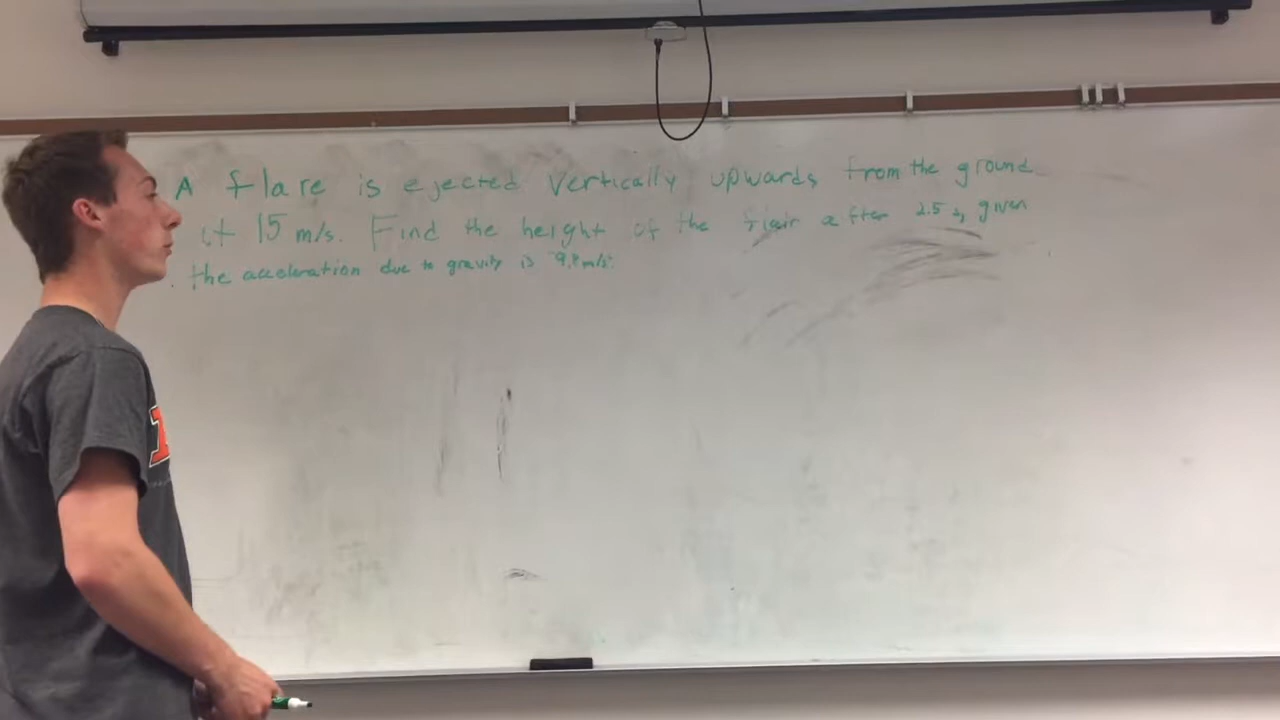 A flare is ejected vertically upwards from the ground
at 15 m/s. Find the height of the flair after 2.5 s, given
the acceleration due to gravity is 9.8 m/s².